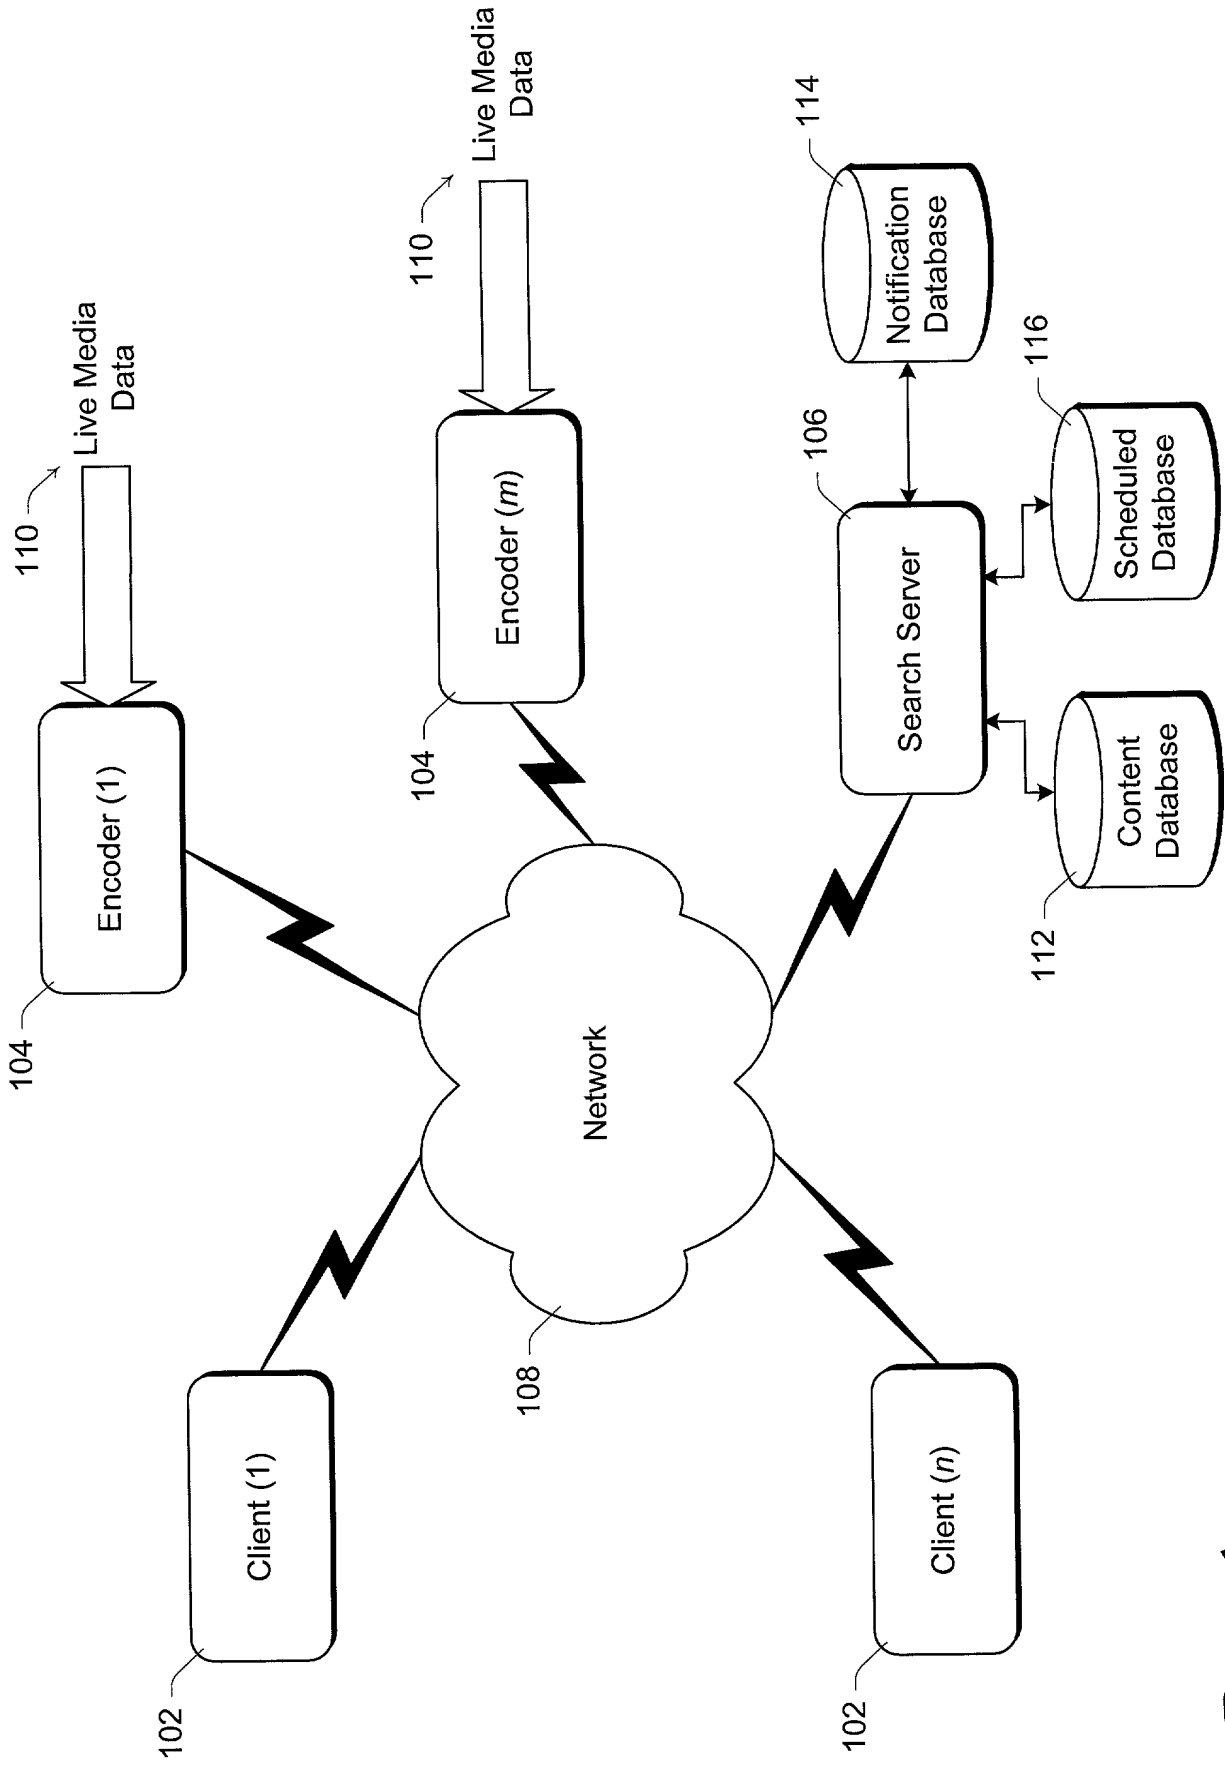 104
110
Encoder (1)
Live Media
Data
104
110
Encoder (m)
Live Media
Data
102
Client (1)
108
Network
106
Search Server
114
Notification
Database
102
Client (n)
112
Content
Database
116
Scheduled
Database